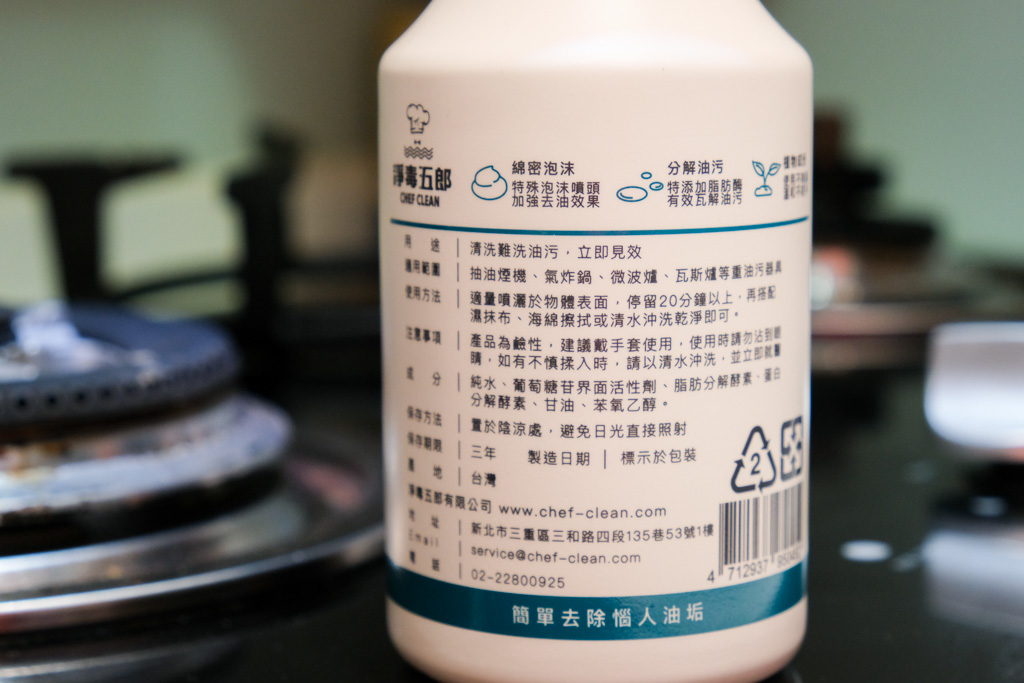 淨毒五郎
CHEF CLEAN
綿密泡沫
特殊泡沫噴頭
加強去油效果
分解油污
特添加脂肪酶
有效瓦解油污
植物成分
用途 清洗難洗油污，立即見效
適用範圍 抽油煙機、氣炸鍋、微波爐、瓦斯爐等重油污器具
使用方法 適量噴灑於物體表面，停留20分鐘以上，再搭配
濕抹布、海綿擦拭或清水沖洗乾淨即可。
注意事項 產品為鹼性，建議戴手套使用，使用時請勿沾到眼
睛，如有不慎揉入時，請以清水沖洗，並立即就醫
成分 純水、葡萄糖苷界面活性劑、脂肪分解酵素、蛋白
分解酵素、甘油、苯氧乙醇。
保存方法 置於陰涼處，避免日光直接照射
保存期限 三年 製造日期 標示於包裝
產地 台灣
淨毒五郎有限公司 www.chef-clean.com
地址 新北市三重區三和路四段135巷53號1樓
Email service@chef-clean.com
電話 02-22800925
2
4 712937
簡單去除惱人油垢